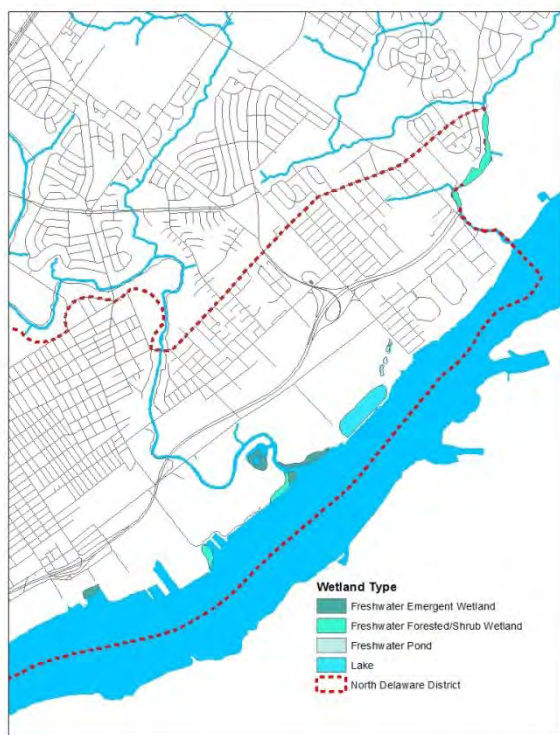 Wetland Type
Freshwater Emergent Wetland
Freshwater Forested/Shrub Wetland
Freshwater Pond
Lake
North Delaware District